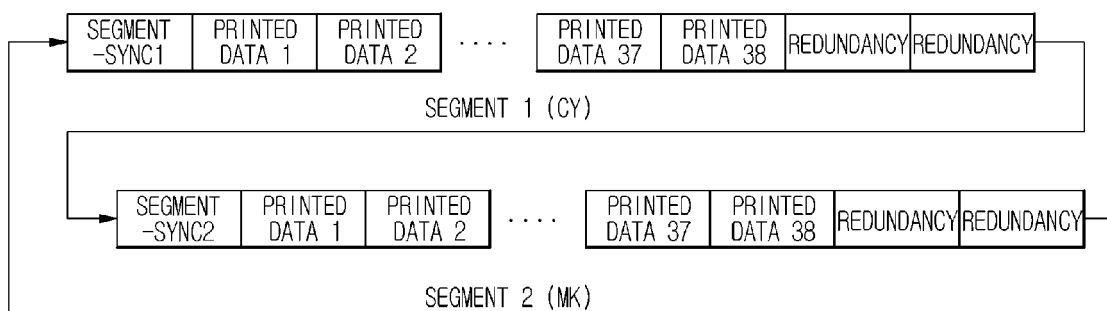 SEGMENT
-SYNC1
PRINTED
DATA 1
PRINTED
DATA 2
....
PRINTED
DATA 37
PRINTED
DATA 38
REDUNDANCY
REDUNDANCY
SEGMENT 1 (CY)
SEGMENT
-SYNC2
PRINTED
DATA 1
PRINTED
DATA 2
....
PRINTED
DATA 37
PRINTED
DATA 38
REDUNDANCY
REDUNDANCY
SEGMENT 2 (MK)